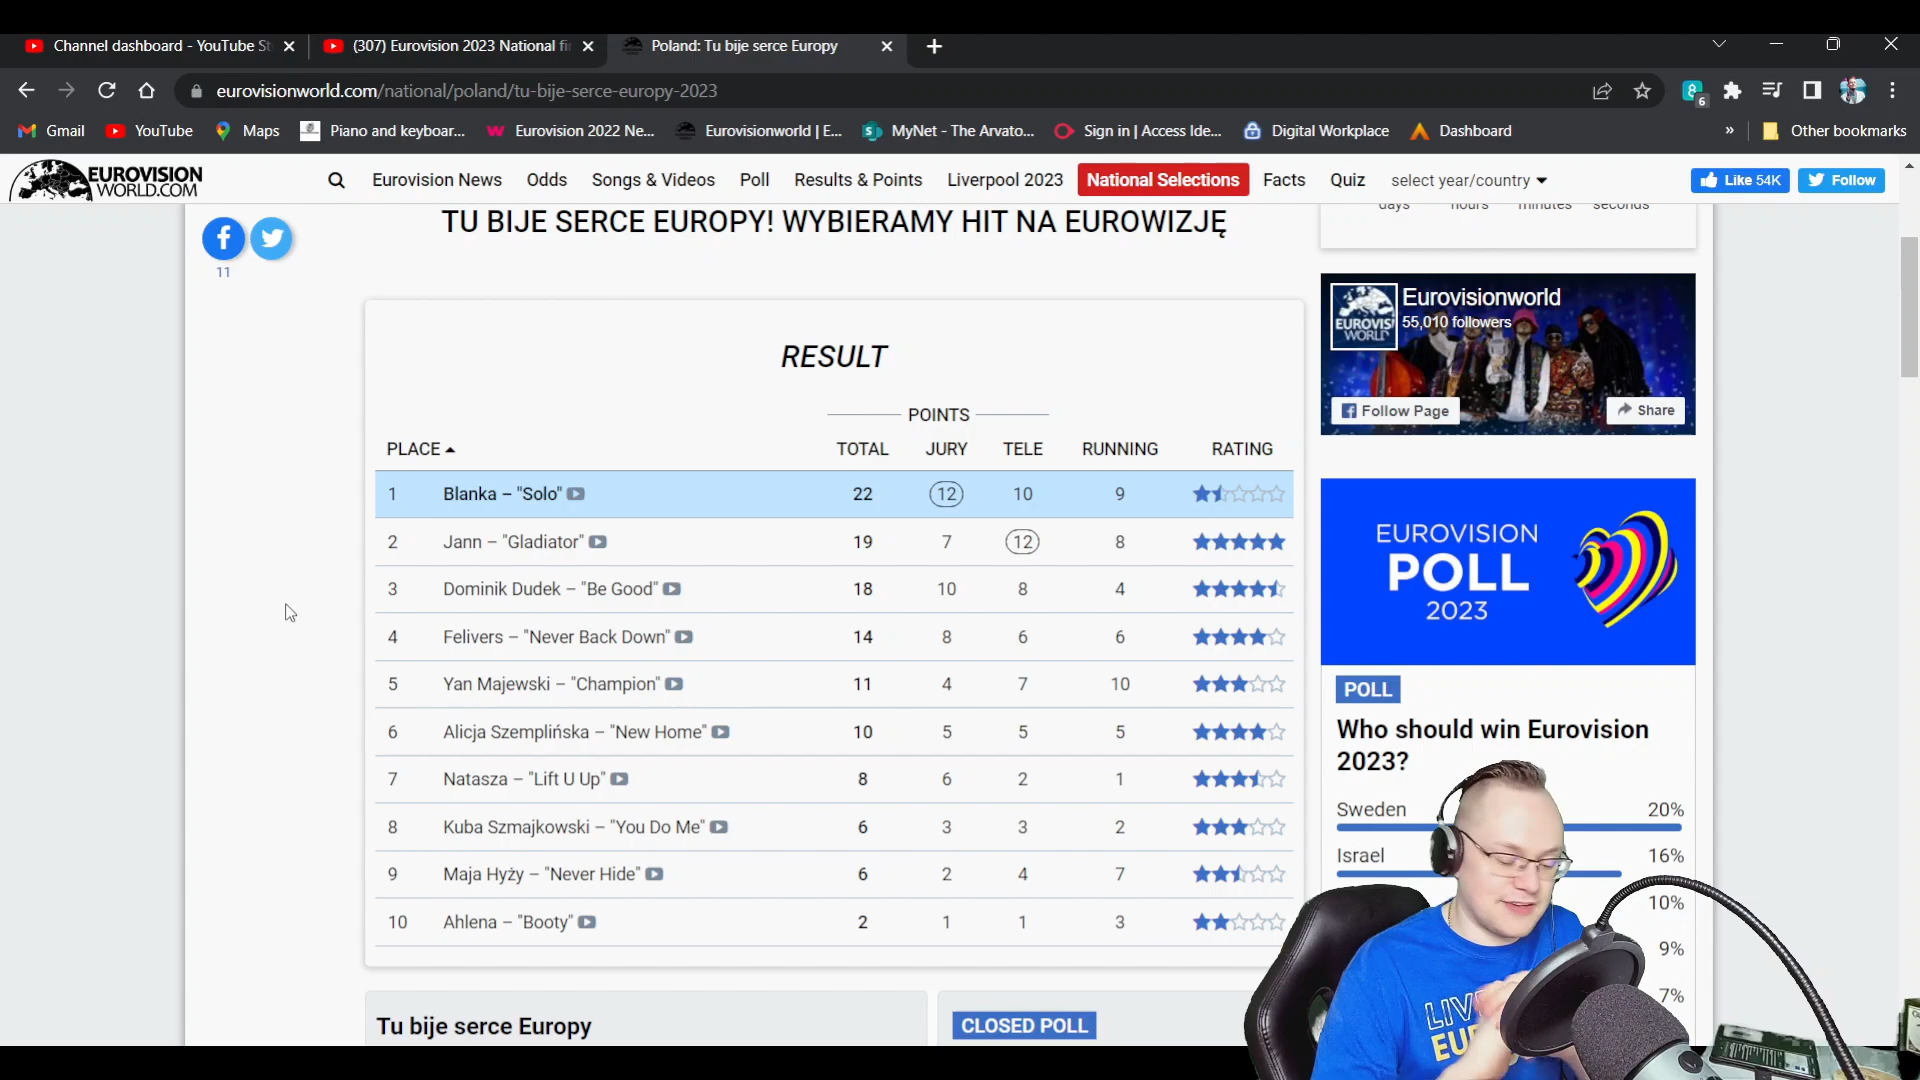 Channel dashboard - YouTube St
(307) Eurovision 2023 National fi
Poland: Tu bije serce Europy
eurovisionworld.com/national/poland/tu-bije-serce-europy-2023
6
Gmail
YouTube
Maps
Piano and keyboar...
Eurovision 2022 Ne...
Eurovisionworld | E...
MyNet - The Arvato...
Sign in | Access Ide...
Digital Workplace
Dashboard
»
Other bookmarks
EUROVISION
WORLD.COM
Eurovision News
Odds
Songs & Videos
Poll
Results & Points
Liverpool 2023
National Selections
Facts
Quiz
select year/country
Like 54K
Follow
days hours minutes seconds
11
TU BIJE SERCE EUROPY! WYBIERAMY HIT NA EUROWIZJĘ
RESULT
POINTS
PLACE TOTAL JURY TELE RUNNING RATING
1 Blanka – "Solo" 22 12 10 9
2 Jann – "Gladiator" 19 7 12 8
3 Dominik Dudek – "Be Good" 18 10 8 4
4 Felivers – "Never Back Down" 14 8 6 6
5 Yan Majewski – "Champion" 11 4 7 10
6 Alicja Szemplińska – "New Home" 10 5 5 5
7 Natasza – "Lift U Up" 8 6 2 1
8 Kuba Szmajkowski – "You Do Me" 6 3 3 2
9 Maja Hyży – "Never Hide" 6 2 4 7
10 Ahlena – "Booty" 2 1 1 3
Tu bije serce Europy
CLOSED POLL
EUROVIS
WORLD
Eurovisionworld
55,010 followers
Follow Page
Share
EUROVISION
POLL
2023
POLL
Who should win Eurovision
2023?
Sweden 20%
Israel 16%
10%
9%
7%